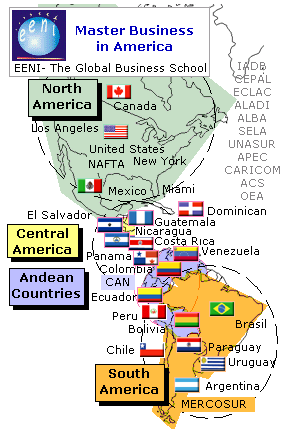 eeni
Master Business
in America
EENI- The Global Business School
IADB
CEPAL
ECLAC
ALADI
ALBA
SELA
UNASUR
APEC
CARICOM
ACS
OEA
North
America
Canada
Los Angeles
United States
NAFTA New York
Mexico
Miami
El Salvador
Dominican
Guatemala
Nicaragua
Central
America
Costa Rica
Panama
Venezuela
Colombia
Andean
Countries
CAN
Ecuador
Peru
Bolivia
Brasil
Chile
Paraguay
Uruguay
South
America
Argentina
MERCOSUR